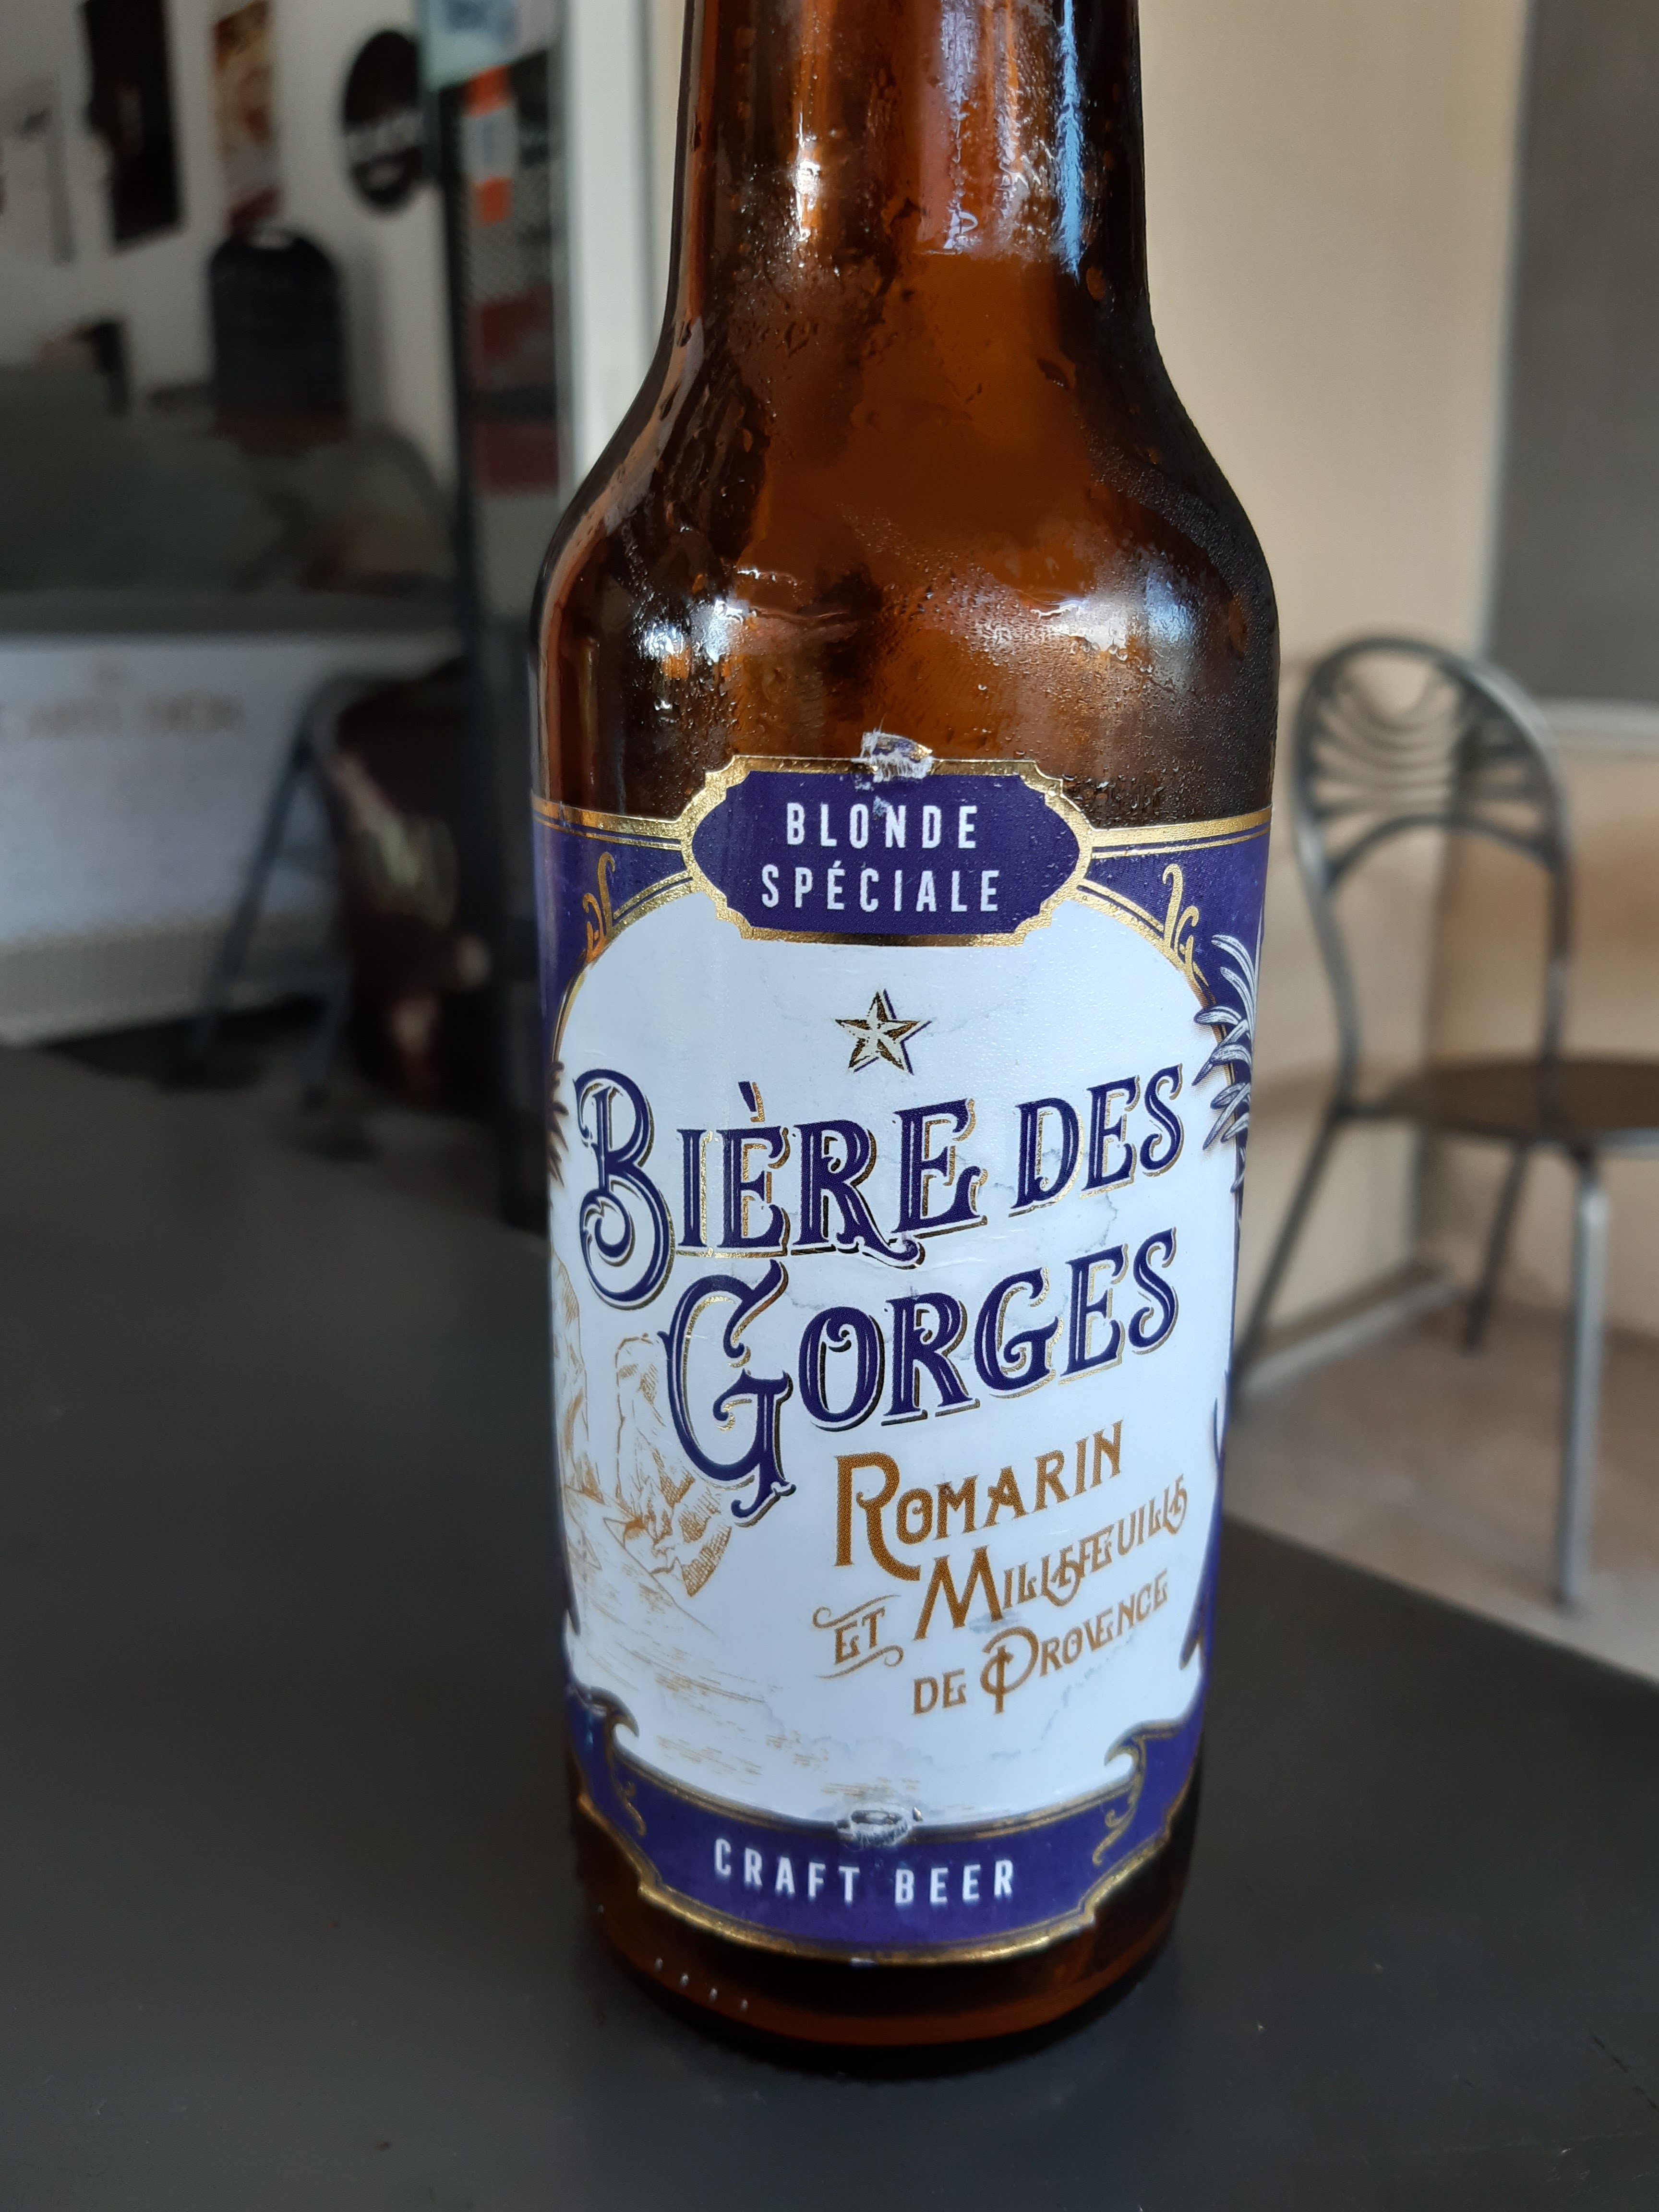 BLONDE
SPÉCIALE
BIÈRE DES
GORGES
ROMARIN
ET MILLEFEUILLE
DE PROVENCE
CRAFT BEER